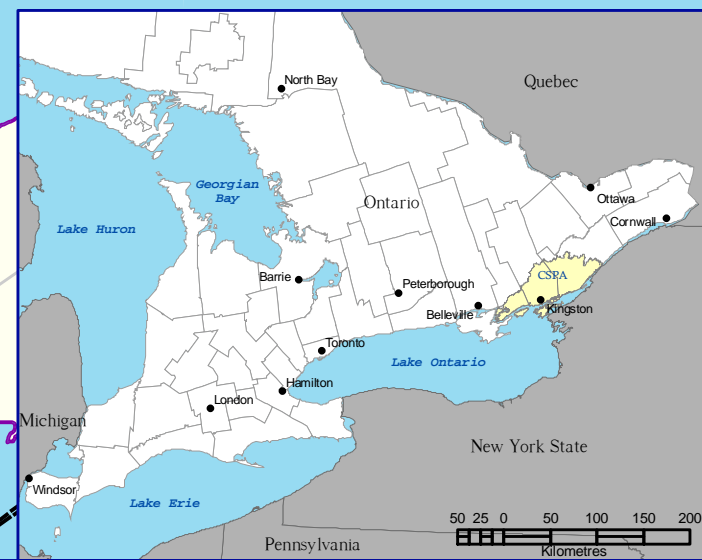 North Bay
Quebec
Georgian
Bay
Ontario
Ottawa
Cornwall
Lake Huron
CSPA
Barrie
Peterborough
Belleville
Kingston
Toronto
Lake Ontario
Hamilton
London
Michigan
New York State
Windsor
Lake Erie
50 25 0 50 100 150 200
Kilometres
Pennsylvania